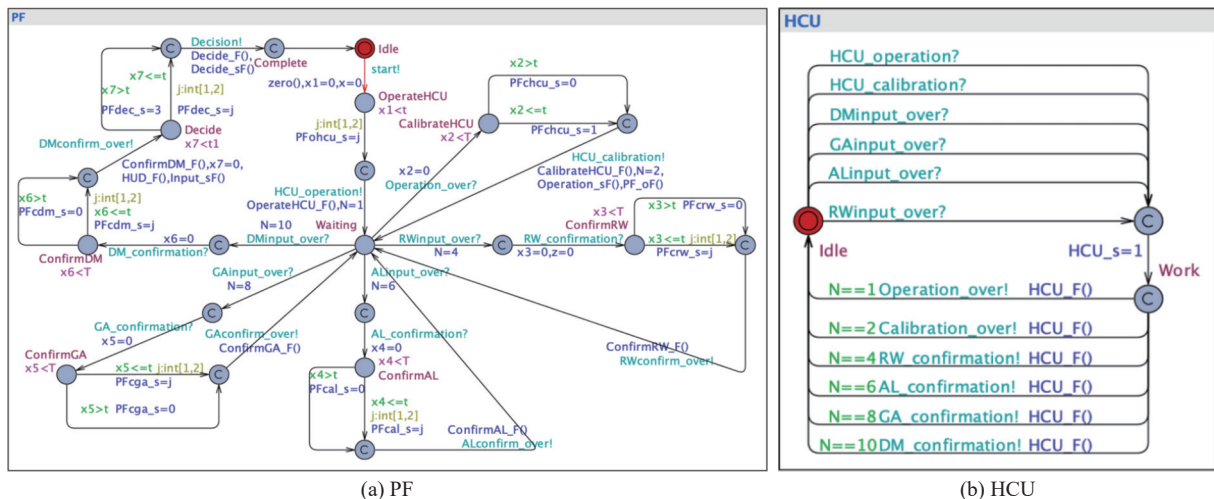 PF
Idle
start!
zero(),x1=0,x=0
OperateHCU
x1<t
j:int[1,2]
PFohcu_s=j
HCU_operation!
OperateHCU_F(),N=1
Waiting
Decision!
Decide_F(),
Decide_sF()
Complete
x7<=t
x7>t
j:int[1,2]
PFdec_s=3
PFdec_s=j
Decide
x7<t1
DMconfirm_over!
ConfirmDM_F(),x7=0,
HUD_F(),Input_sF()
x6>t
j:int[1,2]
PFcdm_s=0
x6<=t
PFcdm_s=j
ConfirmDM
x6<T
x6=0
DM_confirmation?
N=10
DMinput_over?
x2>t
PFchcu_s=0
CalibrateHCU
x2<T
x2<=t
PFchcu_s=1
x2=0
Operation_over?
HCU_calibration!
CalibrateHCU_F(),N=2,
Operation_sF(),PF_oF()
RWinput_over?
N=4
RW_confirmation?
x3=0,z=0
x3<T
ConfirmRW
x3>t
PFcrw_s=0
x3<=t
j:int[1,2]
PFcrw_s=j
ConfirmRW_F()
RWconfirm_over!
GAinput_over?
N=8
GA_confirmation?
x5=0
ConfirmGA
x5<T
x5<=t
j:int[1,2]
PFcga_s=j
x5>t
PFcga_s=0
GAconfirm_over!
ConfirmGA_F()
ALinput_over?
N=6
AL_confirmation?
x4=0
x4<T
ConfirmAL
x4>t
PFcal_s=0
x4<=t
j:int[1,2]
PFcal_s=j
ConfirmAL_F()
ALconfirm_over!
(a) PF
HCU
HCU_operation?
HCU_calibration?
DMinput_over?
GAinput_over?
ALinput_over?
RWinput_over?
Idle
HCU_s=1
Work
N==1 Operation_over! HCU_F()
N==2 Calibration_over! HCU_F()
N==4 RW_confirmation! HCU_F()
N==6 AL_confirmation! HCU_F()
N==8 GA_confirmation! HCU_F()
N==10 DM_confirmation! HCU_F()
(b) HCU
C
C
C
C
C
C
C
C
C
C
C
C
C
C